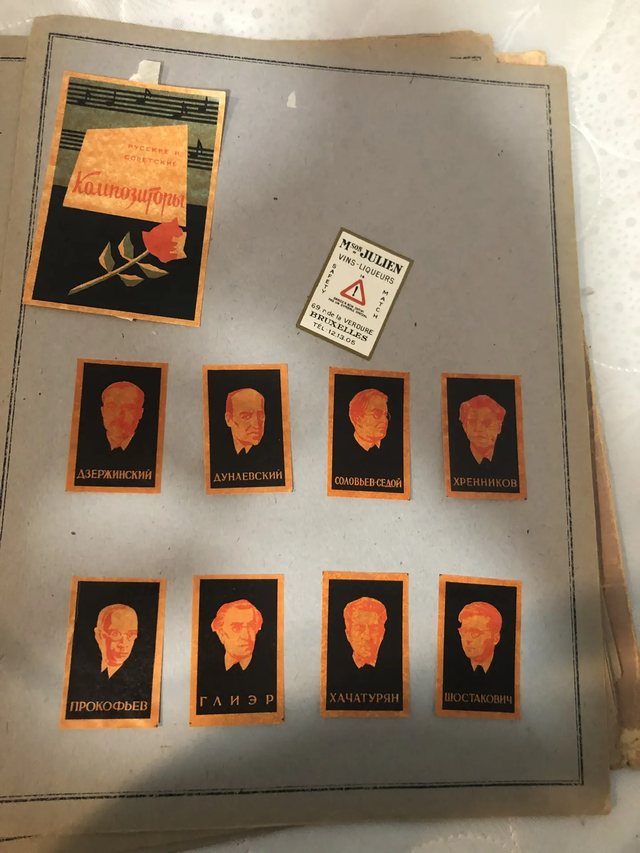 РУССКИЕ И
СОВЕТСКИЕ
Композиторы
MSON JULIEN
VINS-LIQUEURS
SAFETY
MATCH
69 r. de la VERDURE
BRUXELLES
TÉL. 12.13.05
ДЗЕРЖИНСКИЙ
ДУНАЕВСКИЙ
СОЛОВЬЕВ-СЕДОЙ
ХРЕННИКОВ
ПРОКОФЬЕВ
ГЛИЭР
ХАЧАТУРЯН
ШОСТАКОВИЧ